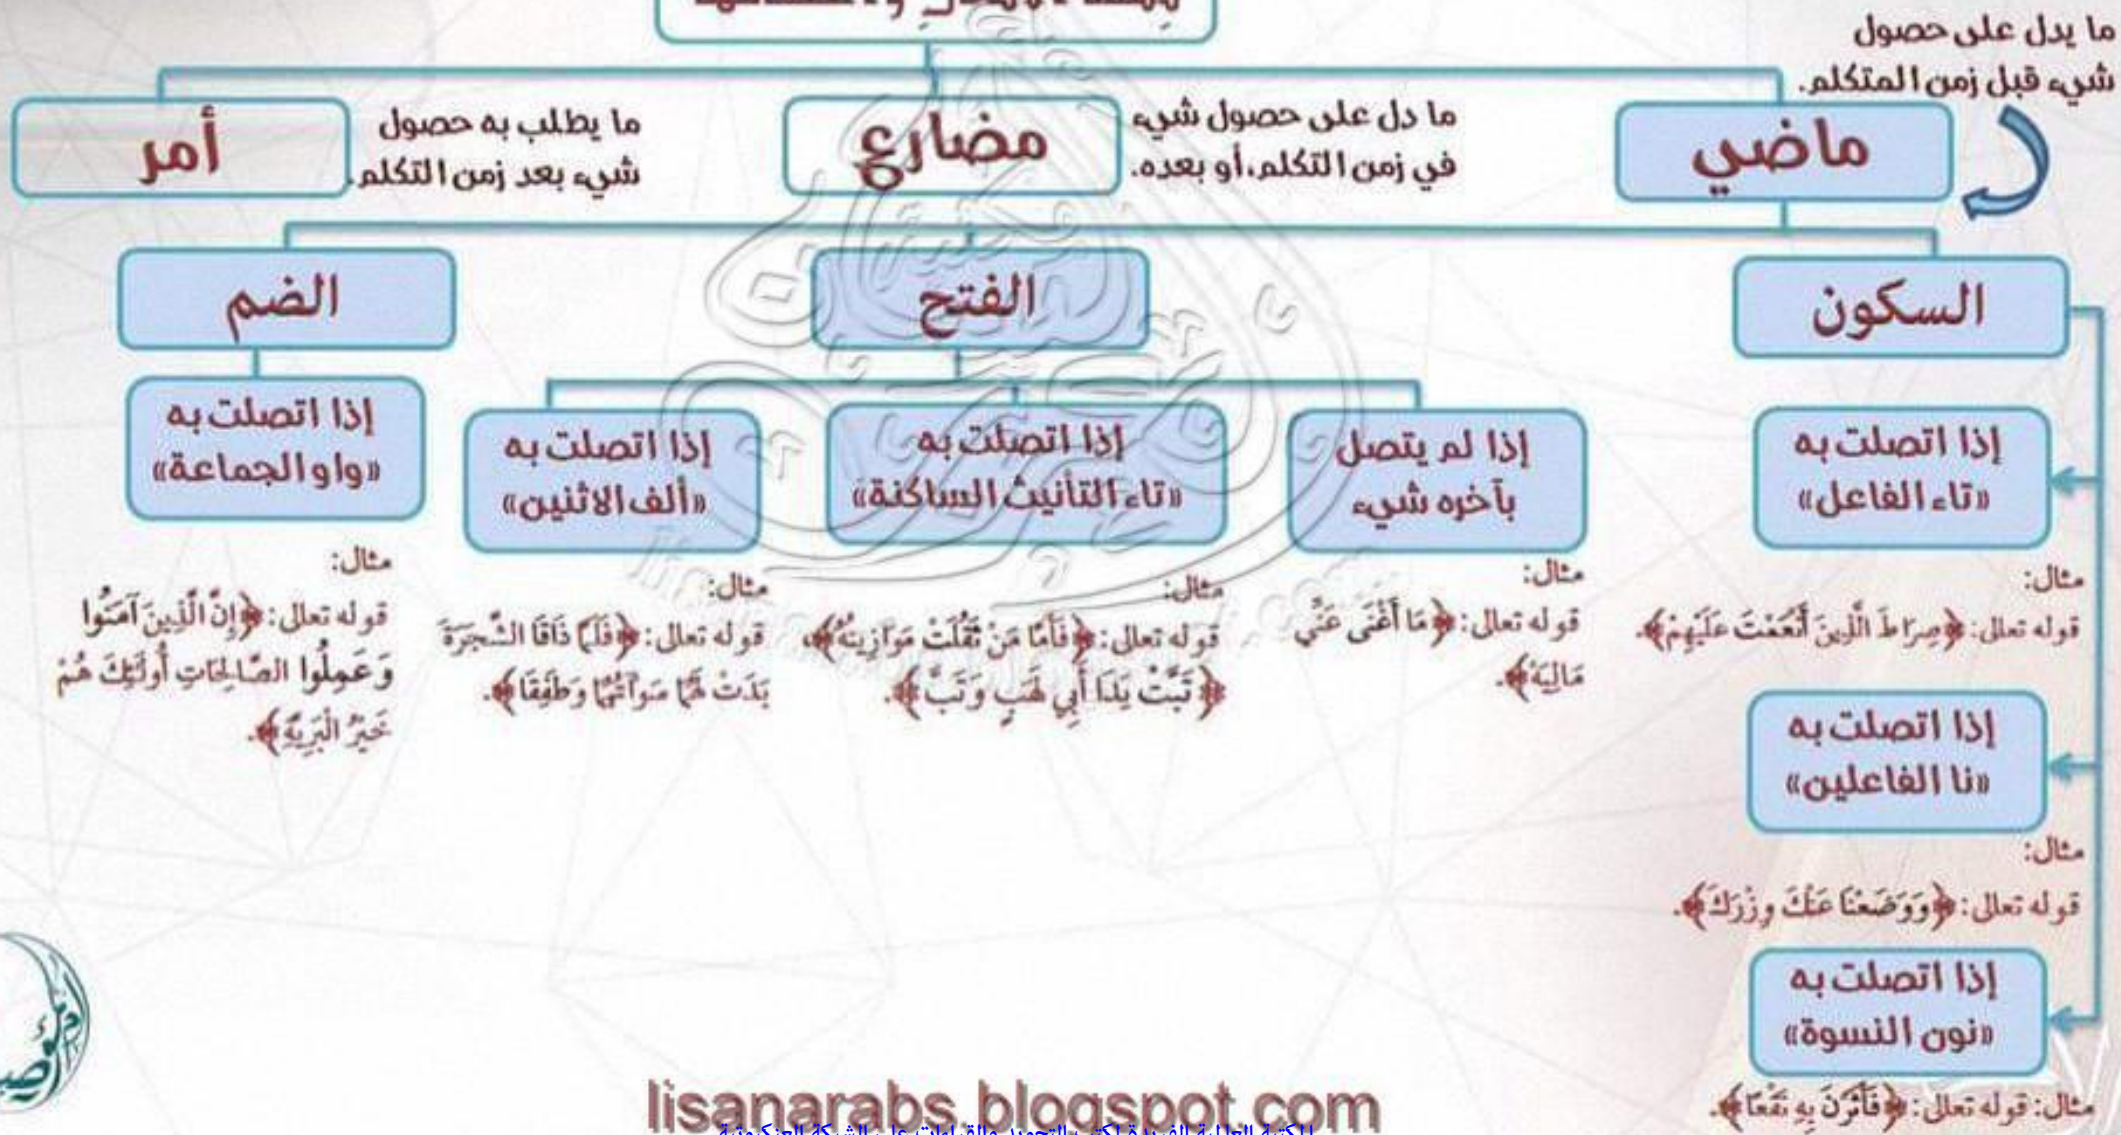 ما يدل على حصول
شيء قبل زمن المتكلم.
ماضي
ما دل على حصول شيء
في زمن التكلم، أو بعده.
مضارع
ما يطلب به حصول
شيء بعد زمن التكلم.
أمر
السكون
الفتح
الضم
إذا اتصلت به
«تاء الفاعل»
مثال:
قوله تعالى: ﴿صِرَاطَ الَّذِينَ أَنْعَمْتَ عَلَيْهِمْ﴾.
إذا اتصلت به
«نا الفاعلين»
مثال:
قوله تعالى: ﴿وَوَضَعْنَا عَنْكَ وِزْرَكَ﴾.
إذا اتصلت به
«نون النسوة»
مثال: قوله تعالى: ﴿فَأَثَرْنَ بِهِ نَقْعًا﴾.
إذا لم يتصل
بآخره شيء
مثال:
قوله تعالى: ﴿مَا أَغْنَى عَنِّي
مَالِيَهْ﴾.
إذا اتصلت به
«تاء التأنيث الساكنة»
مثال:
قوله تعالى: ﴿فَأَمَّا مَنْ ثَقُلَتْ مَوَازِينُهُ﴾،
﴿تَبَّتْ يَدَا أَبِي لَهَبٍ وَتَبَّ﴾.
إذا اتصلت به
«ألف الاثنين»
مثال:
قوله تعالى: ﴿فَلَمَّا ذَاقَا الشَّجَرَةَ
بَدَتْ لَهُمَا سَوْآتُهُمَا وَطَفِقَا﴾.
إذا اتصلت به
«واو الجماعة»
مثال:
قوله تعالى: ﴿إِنَّ الَّذِينَ آمَنُوا
وَعَمِلُوا الصَّالِحَاتِ أُولَئِكَ هُمْ
خَيْرُ الْبَرِيَّةِ﴾.
lisanarabs.blogspot.com